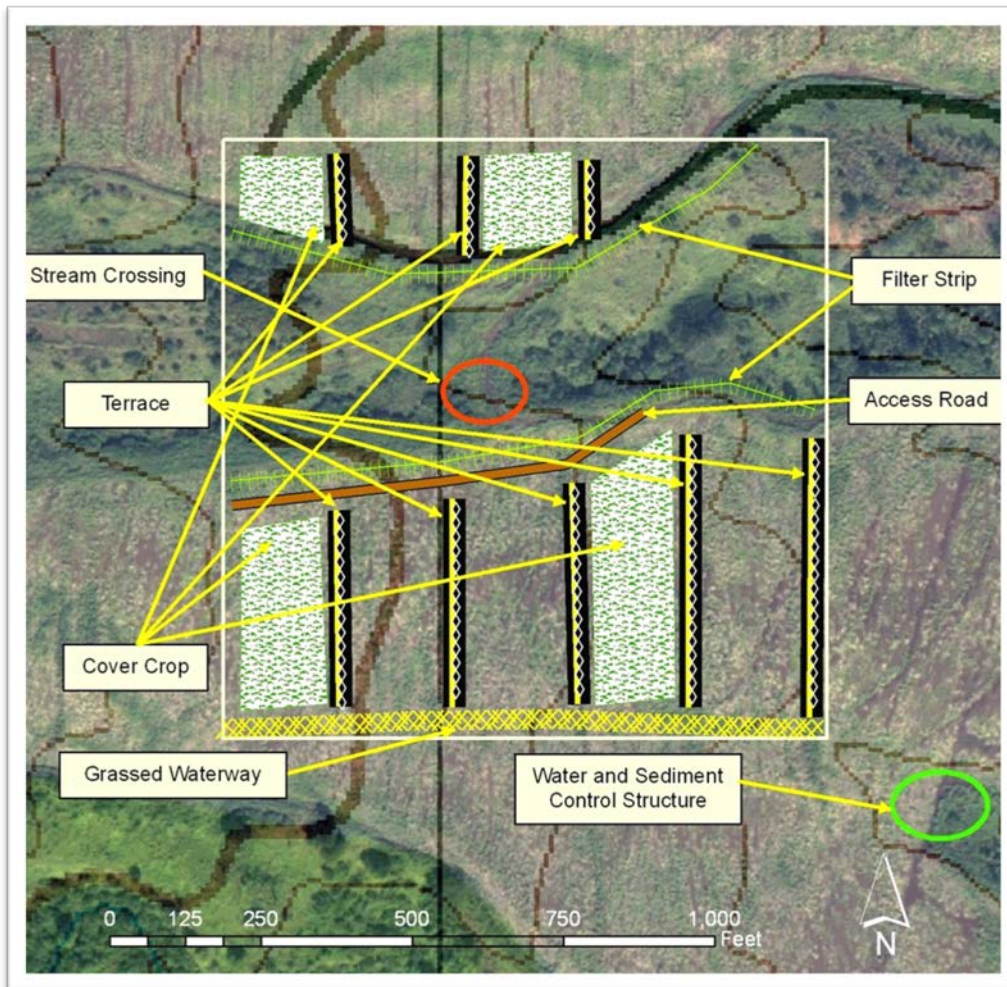 Stream Crossing
Filter Strip
Terrace
Access Road
Cover Crop
Grassed Waterway
Water and Sediment
Control Structure
0 125 250 500 750 1,000
Feet
N